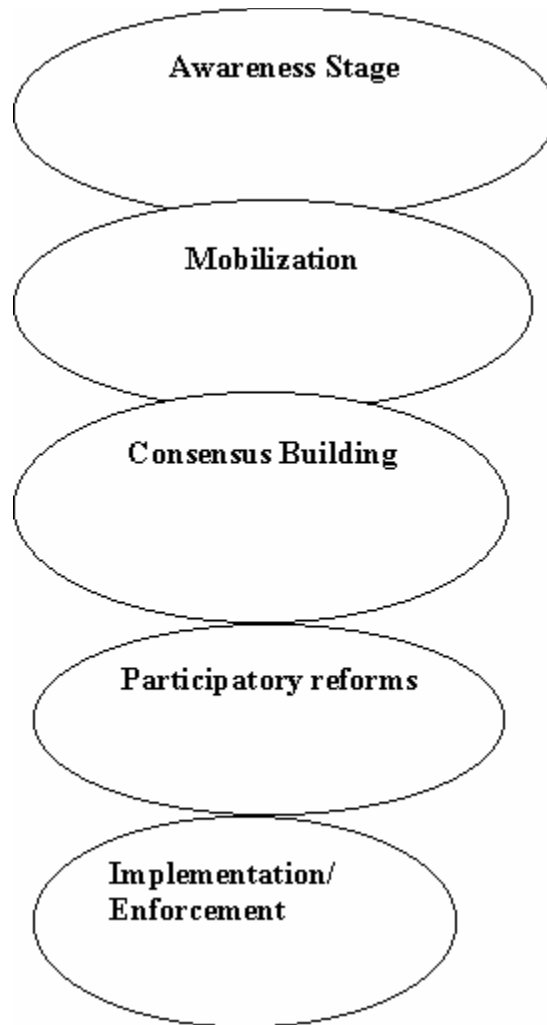 Awareness Stage
Mobilization
Consensus Building
Participatory reforms
Implementation/
Enforcement